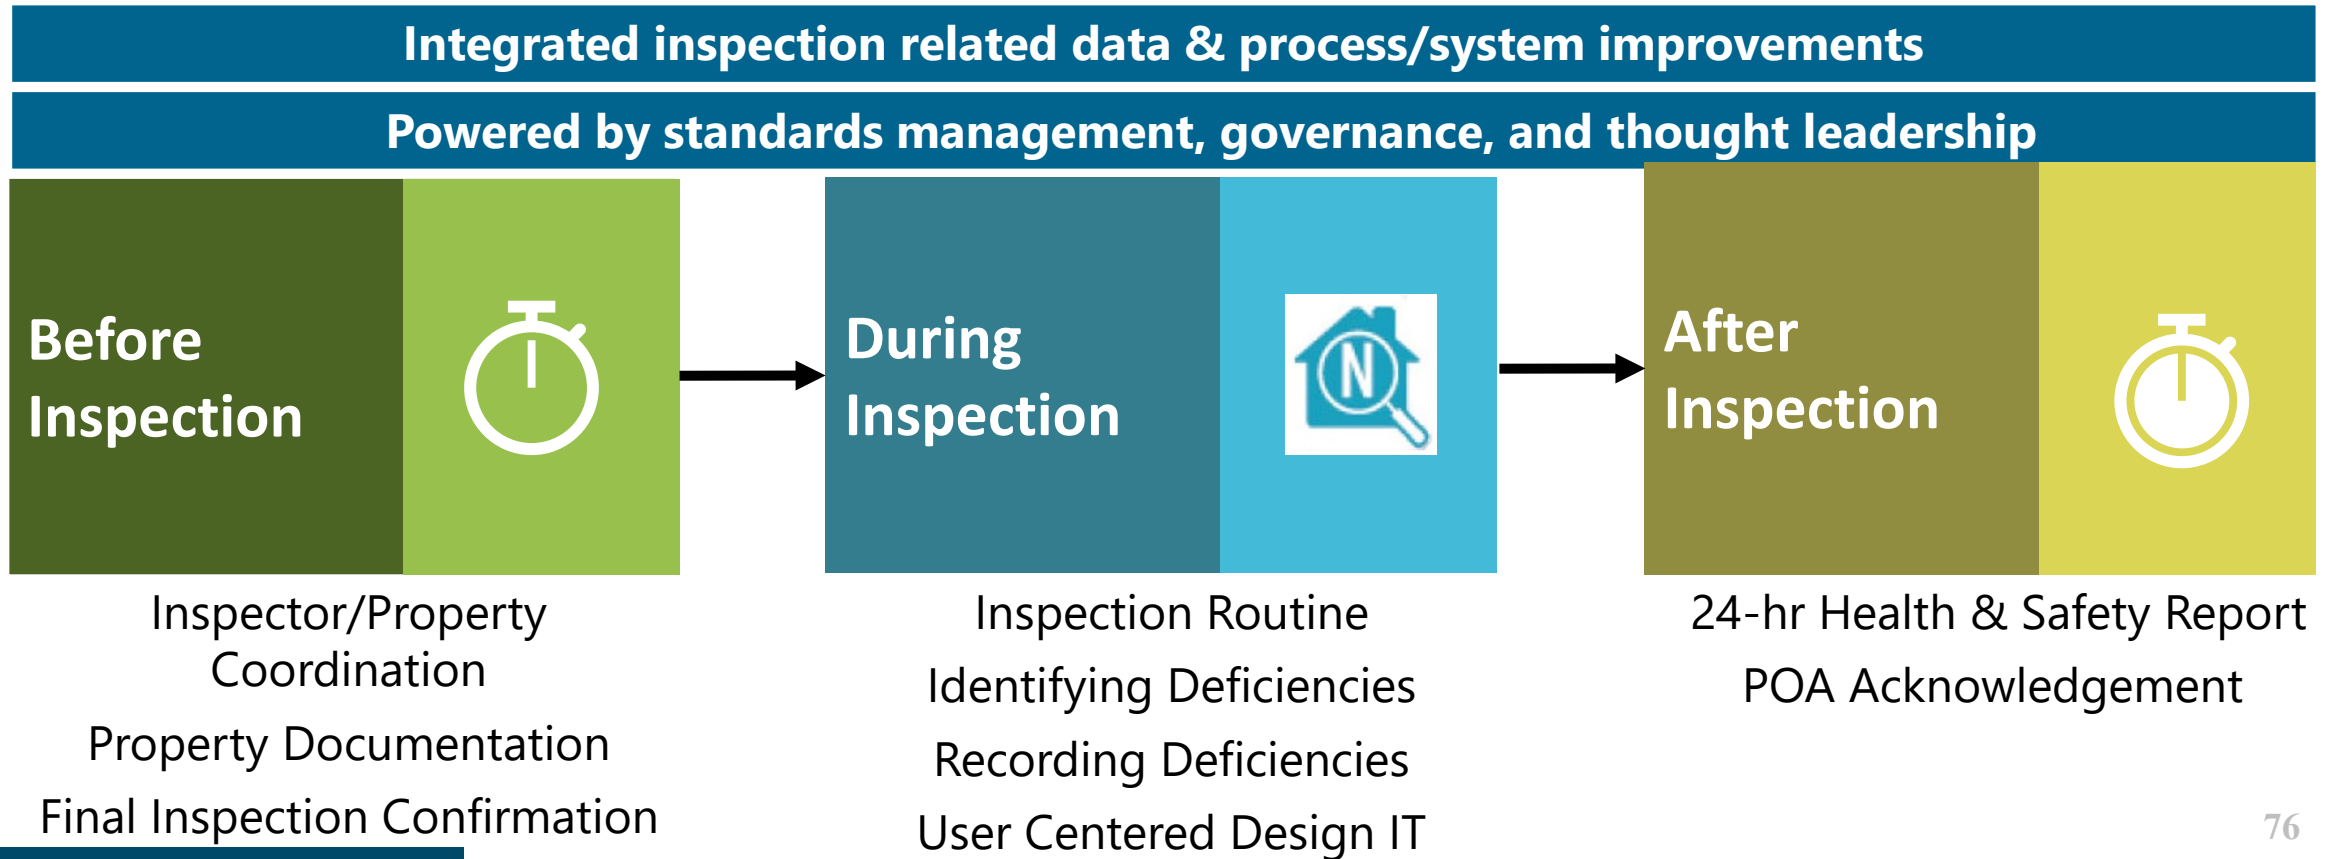 Integrated inspection related data & process/system improvements
Powered by standards management, governance, and thought leadership
Before
Inspection
During
Inspection
N
After
Inspection
Inspector/Property
Coordination
Property Documentation
Final Inspection Confirmation
Inspection Routine
Identifying Deficiencies
Recording Deficiencies
User Centered Design IT
24-hr Health & Safety Report
POA Acknowledgement
76